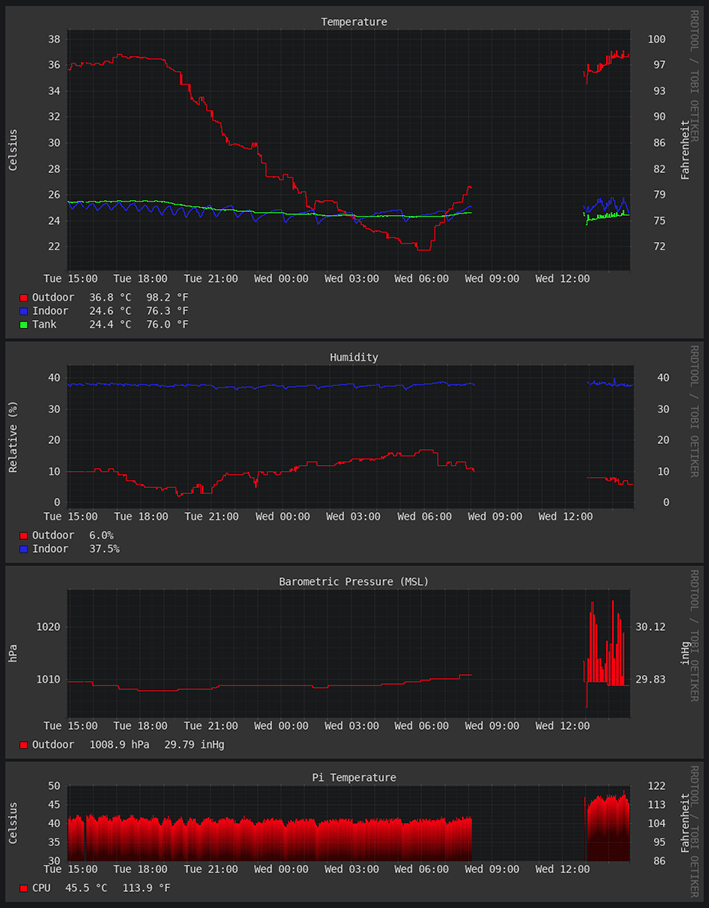 Temperature
RRDTOOL / TOBI OETIKER
Celsius
Fahrenheit
38 100
36 97
34 93
32 90
30 86
28 82
26 79
24 75
22 72
Tue 15:00 Tue 18:00 Tue 21:00 Wed 00:00 Wed 03:00 Wed 06:00 Wed 09:00 Wed 12:00
Outdoor 36.8 °C 98.2 °F
Indoor 24.6 °C 76.3 °F
Tank 24.4 °C 76.0 °F
Humidity
RRDTOOL / TOBI OETIKER
Relative (%)
40 40
30 30
20 20
10 10
0 0
Tue 15:00 Tue 18:00 Tue 21:00 Wed 00:00 Wed 03:00 Wed 06:00 Wed 09:00 Wed 12:00
Outdoor 6.0%
Indoor 37.5%
Barometric Pressure (MSL)
RRDTOOL / TOBI OETIKER
hPa
inHg
1020 30.12
1010 29.83
Tue 15:00 Tue 18:00 Tue 21:00 Wed 00:00 Wed 03:00 Wed 06:00 Wed 09:00 Wed 12:00
Outdoor 1008.9 hPa 29.79 inHg
Pi Temperature
RRDTOOL / TOBI OETIKER
Celsius
Fahrenheit
50 122
45 113
40 104
35 95
30 86
Tue 15:00 Tue 18:00 Tue 21:00 Wed 00:00 Wed 03:00 Wed 06:00 Wed 09:00 Wed 12:00
CPU 45.5 °C 113.9 °F